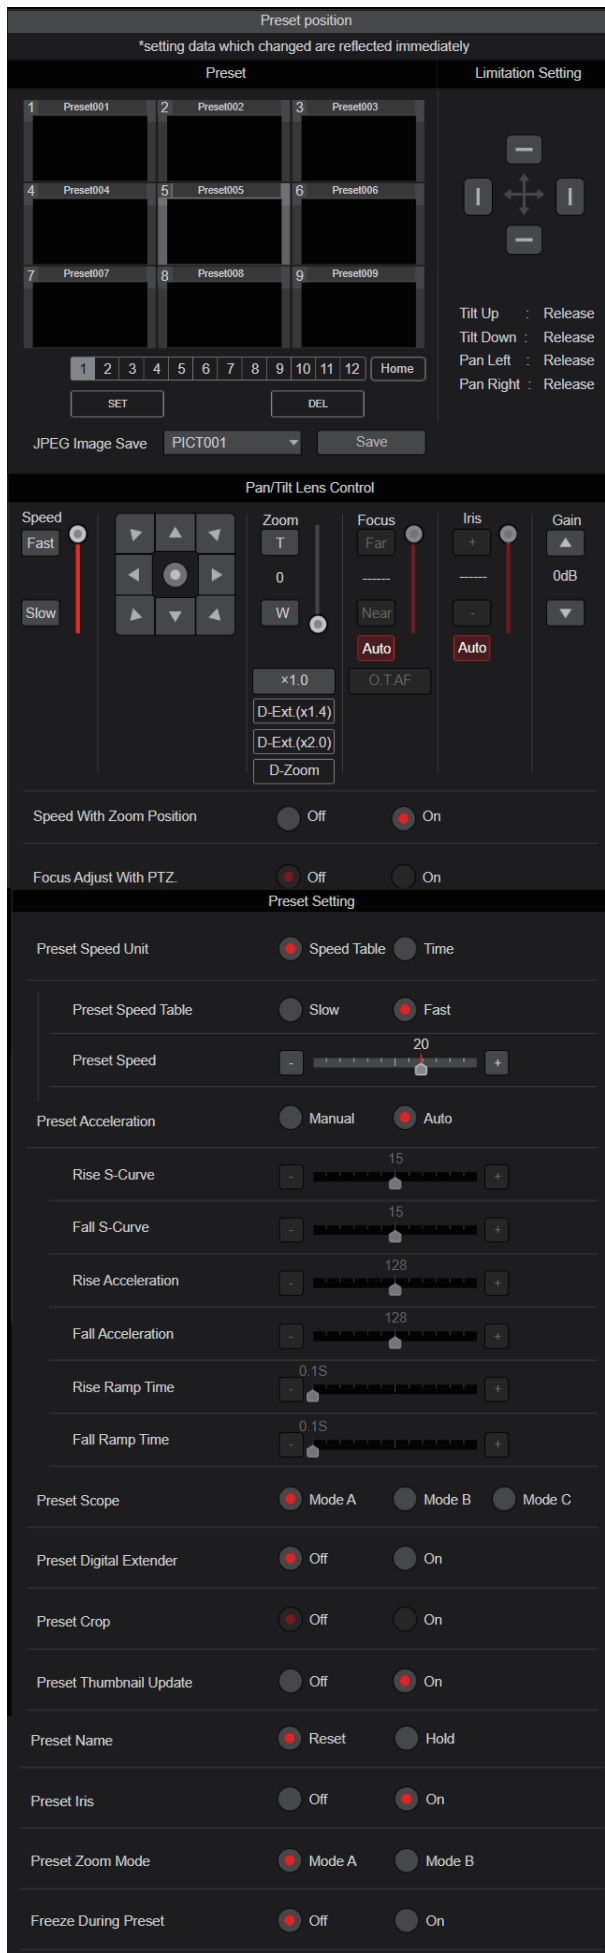 Preset position
*setting data which changed are reflected immediately
Preset
Limitation Setting
1 Preset001 2 Preset002 3 Preset003
4 Preset004 5 Preset005 6 Preset006
7 Preset007 8 Preset008 9 Preset009
1 2 3 4 5 6 7 8 9 10 11 12 Home
SET DEL
JPEG Image Save PICT001 Save
Tilt Up : Release
Tilt Down : Release
Pan Left : Release
Pan Right : Release
Pan/Tilt Lens Control
Speed Zoom Focus Iris Gain
Fast T Far +
0 ------ ------ 0dB
Slow W Near -
Auto Auto
×1.0 O.T.AF
D-Ext.(x1.4)
D-Ext.(x2.0)
D-Zoom
Speed With Zoom Position Off On
Focus Adjust With PTZ. Off On
Preset Setting
Preset Speed Unit Speed Table Time
Preset Speed Table Slow Fast
20
Preset Speed - +
Preset Acceleration Manual Auto
15
Rise S-Curve - +
15
Fall S-Curve - +
128
Rise Acceleration - +
128
Fall Acceleration - +
0.1S
Rise Ramp Time - +
0.1S
Fall Ramp Time - +
Preset Scope Mode A Mode B Mode C
Preset Digital Extender Off On
Preset Crop Off On
Preset Thumbnail Update Off On
Preset Name Reset Hold
Preset Iris Off On
Preset Zoom Mode Mode A Mode B
Freeze During Preset Off On